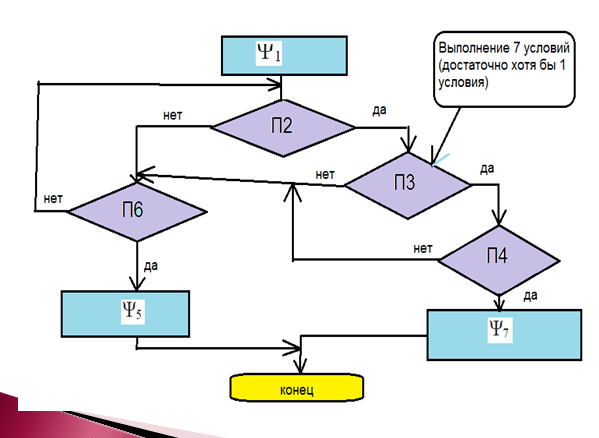 Ψ1
Выполнение 7 условий
(достаточно хотя бы 1
условия)
нет
да
П2
нет
да
П3
нет
П6
нет
П4
да
да
Ψ5
Ψ7
конец